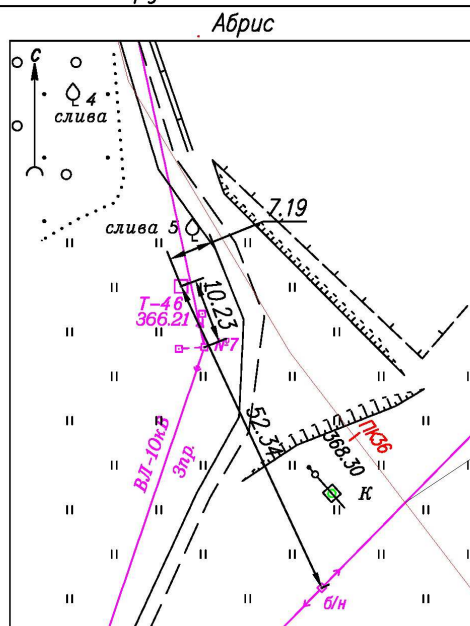 Абрис
С
4
слива
слива 5
7.19
Т-46
366.21
10.23
№7
52.34
ВЛ-10кВ
3пр.
ПК36
368.30
К
б/н